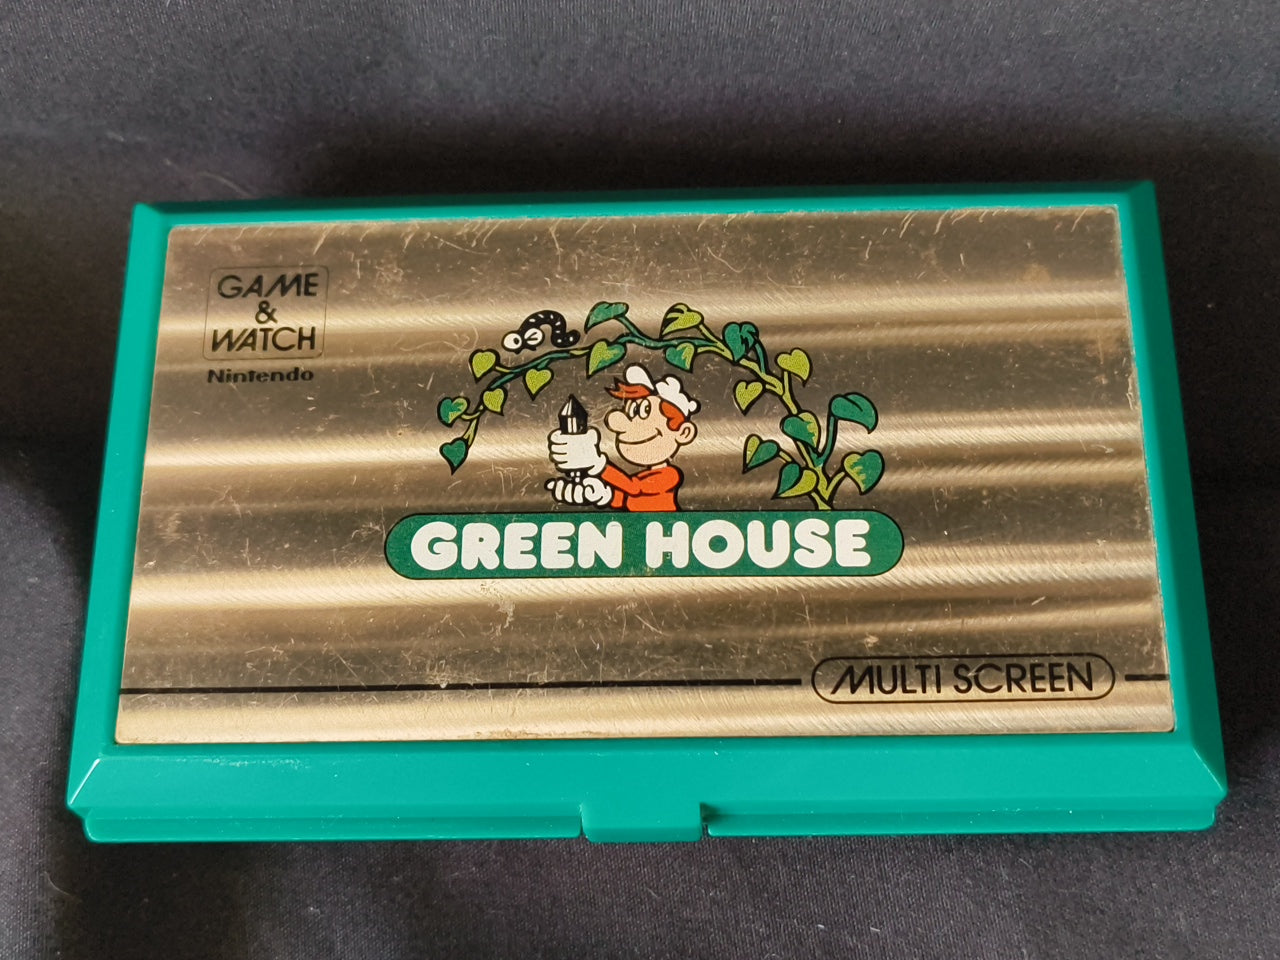 GAME
&
WATCH
Nintendo
GREEN HOUSE
MULTI SCREEN